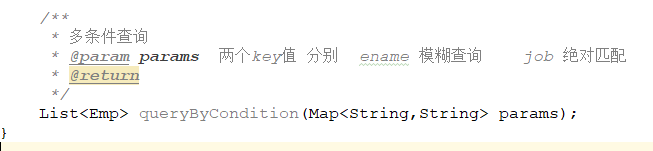 /**
* 多条件查询
* @param params 两个key值 分别 ename 模糊查询 job 绝对匹配
* @return
*/
List<Emp> queryByCondition(Map<String,String> params);
}